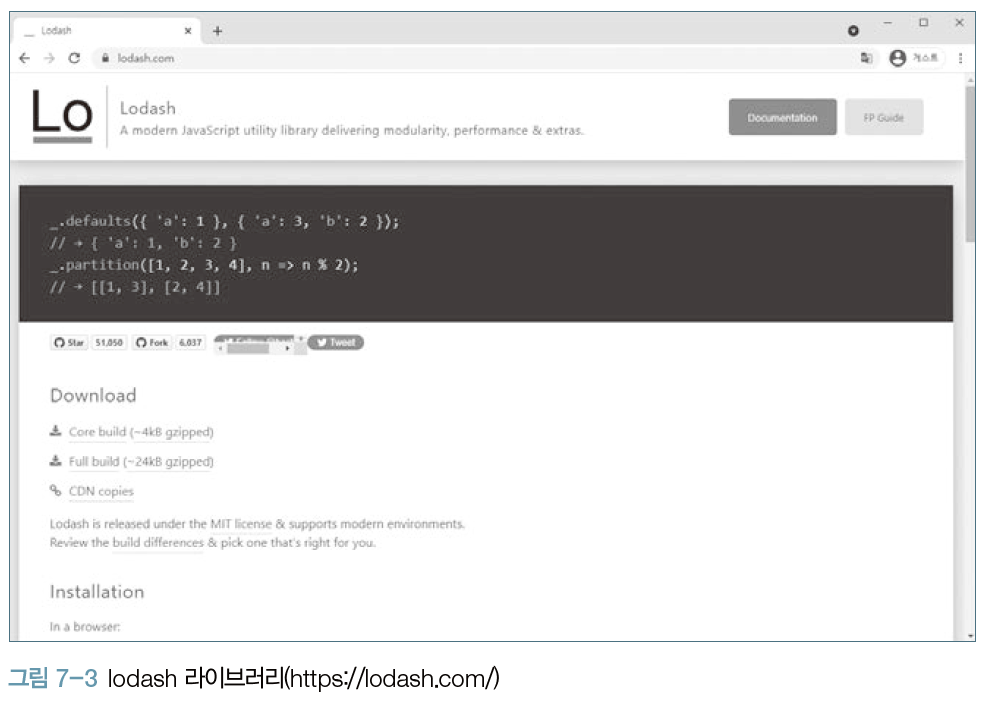 Lodash
lodash.com
게스트
Lo
Lodash
A modern JavaScript utility library delivering modularity, performance & extras.
Documentation
FP Guide
_.defaults({ 'a': 1 }, { 'a': 3, 'b': 2 });
// → { 'a': 1, 'b': 2 }
_.partition([1, 2, 3, 4], n => n % 2);
// → [[1, 3], [2, 4]]
Star 51,050 Fork 6,037 Tweet
Download
Core build (~4kB gzipped)
Full build (~24kB gzipped)
CDN copies
Lodash is released under the MIT license & supports modern environments.
Review the build differences & pick one that's right for you.
Installation
In a browser:
그림 7-3 lodash 라이브러리(https://lodash.com/)